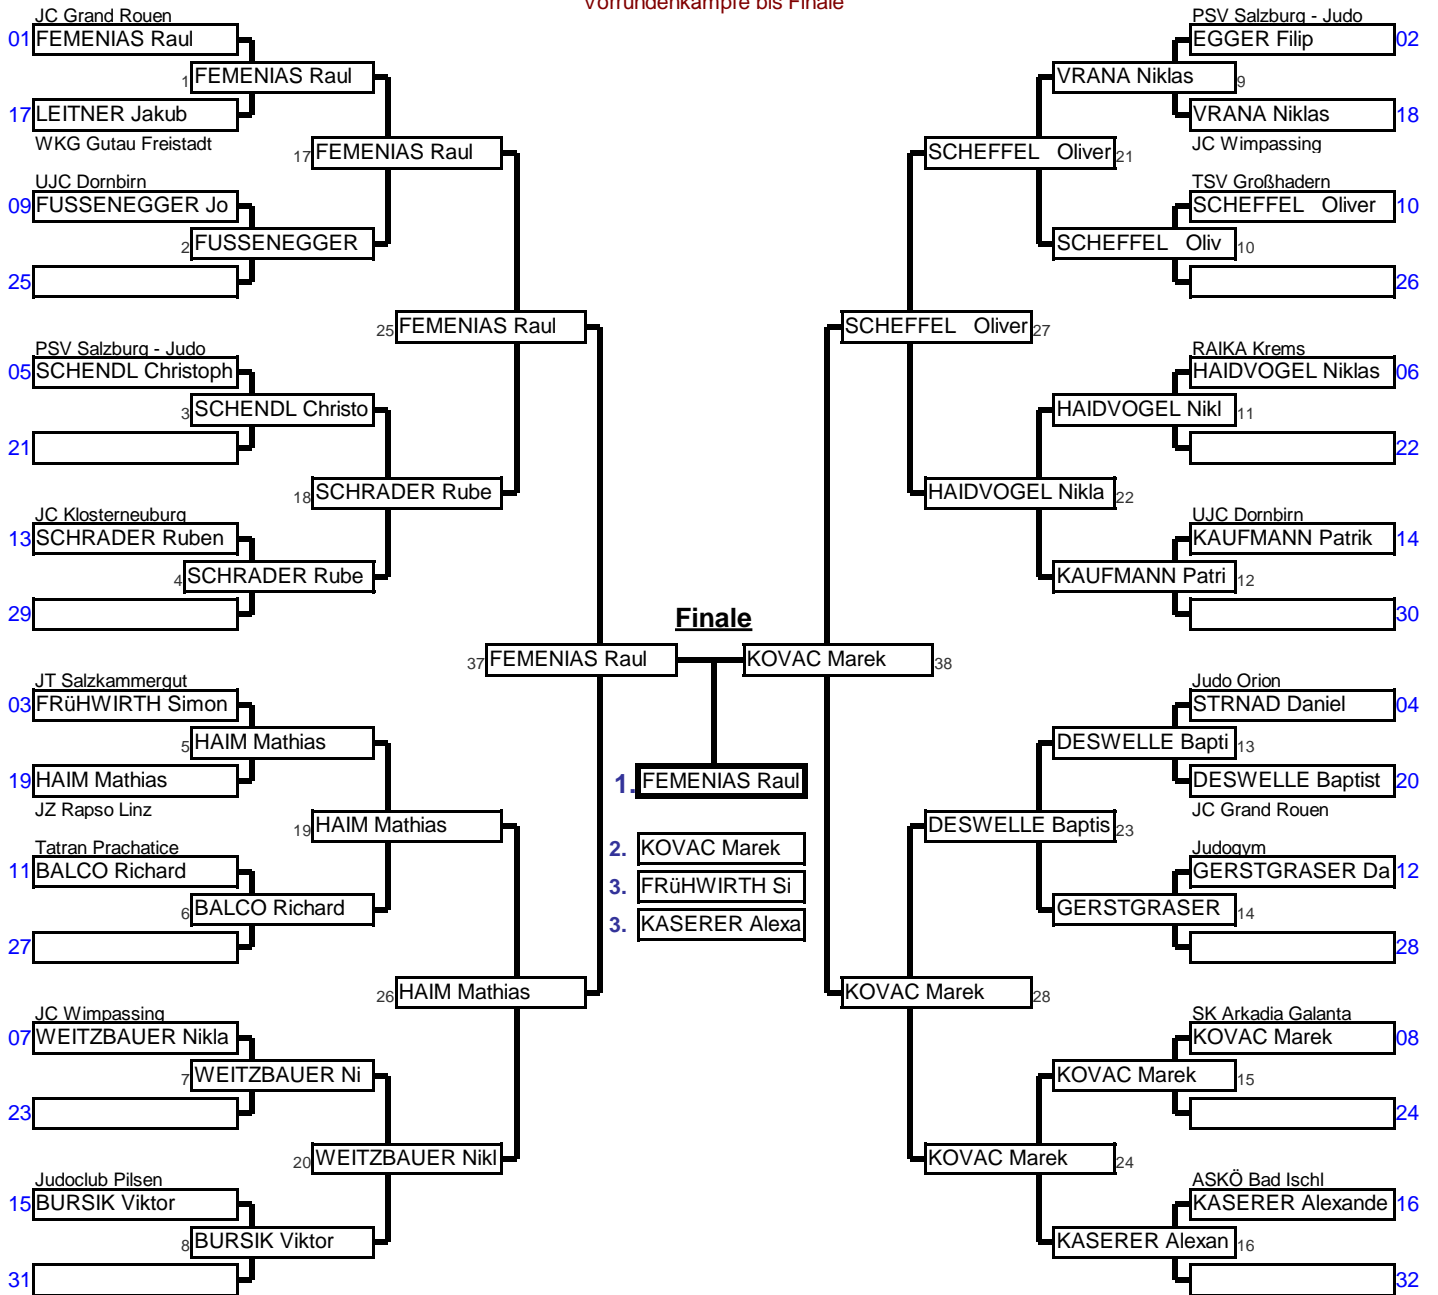 Vorrundenkämpfe bis Finale
JC Grand Rouen
01 FEMENIAS Raul
1 FEMENIAS Raul
17 LEITNER Jakub
WKG Gutau Freistadt
17 FEMENIAS Raul
UJC Dornbirn
09 FUSSENEGGER Jo
2 FUSSENEGGER
25
25 FEMENIAS Raul
PSV Salzburg - Judo
05 SCHENDL Christoph
3 SCHENDL Christo
21
18 SCHRADER Rube
JC Klosterneuburg
13 SCHRADER Ruben
4 SCHRADER Rube
29
37 FEMENIAS Raul
JT Salzkammergut
03 FRüHWIRTH Simon
5 HAIM Mathias
19 HAIM Mathias
JZ Rapso Linz
19 HAIM Mathias
Tatran Prachatice
11 BALCO Richard
6 BALCO Richard
27
26 HAIM Mathias
JC Wimpassing
07 WEITZBAUER Nikla
7 WEITZBAUER Ni
23
20 WEITZBAUER Nikl
Judoclub Pilsen
15 BURSIK Viktor
8 BURSIK Viktor
31
Finale
1. FEMENIAS Raul
2. KOVAC Marek
3. FRüHWIRTH Si
3. KASERER Alexa
PSV Salzburg - Judo
EGGER Filip 02
VRANA Niklas 9
VRANA Niklas 18
JC Wimpassing
SCHEFFEL Oliver 21
TSV Großhadern
SCHEFFEL Oliver 10
SCHEFFEL Oliv 10
26
SCHEFFEL Oliver 27
RAIKA Krems
HAIDVOGEL Niklas 06
HAIDVOGEL Nikl 11
22
HAIDVOGEL Nikla 22
UJC Dornbirn
KAUFMANN Patrik 14
KAUFMANN Patri 12
30
KOVAC Marek 38
Judo Orion
STRNAD Daniel 04
DESWELLE Bapti 13
DESWELLE Baptist 20
JC Grand Rouen
DESWELLE Baptis 23
Judogym
GERSTGRASER Da 12
GERSTGRASER 14
28
KOVAC Marek 28
SK Arkadia Galanta
KOVAC Marek 08
KOVAC Marek 15
24
KOVAC Marek 24
ASKÖ Bad Ischl
KASERER Alexande 16
KASERER Alexan 16
32